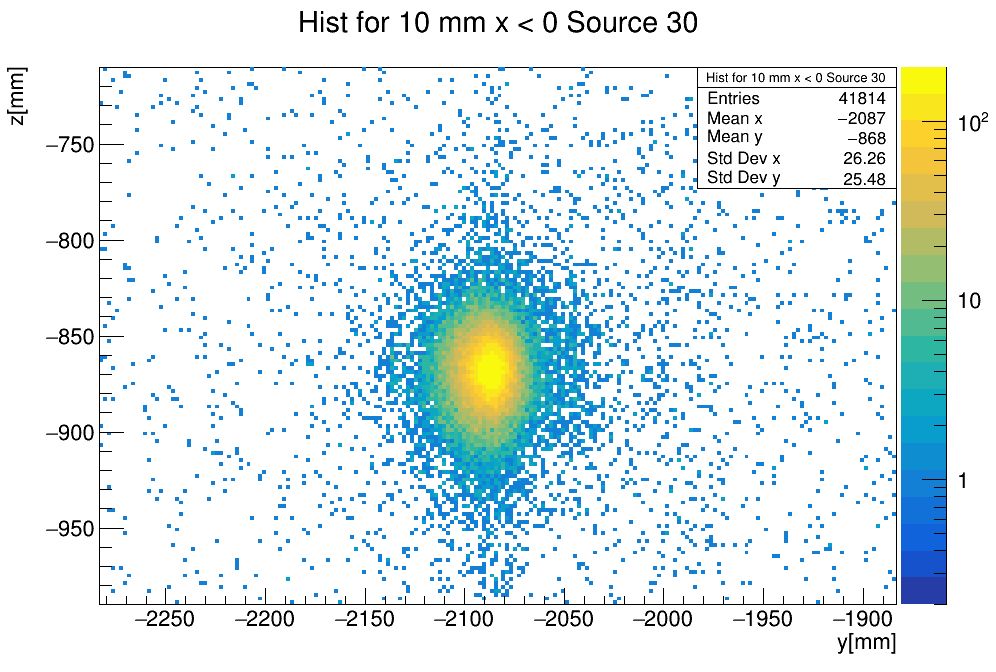 Hist for 10 mm x < 0 Source 30
z[mm]
Hist for 10 mm x < 0 Source 30
Entries 41814
Mean x −2087
Mean y −868
Std Dev x 26.26
Std Dev y 25.48
−750
−800
−850
−900
−950
10²
10
1
−2250 −2200 −2150 −2100 −2050 −2000 −1950 −1900
y[mm]